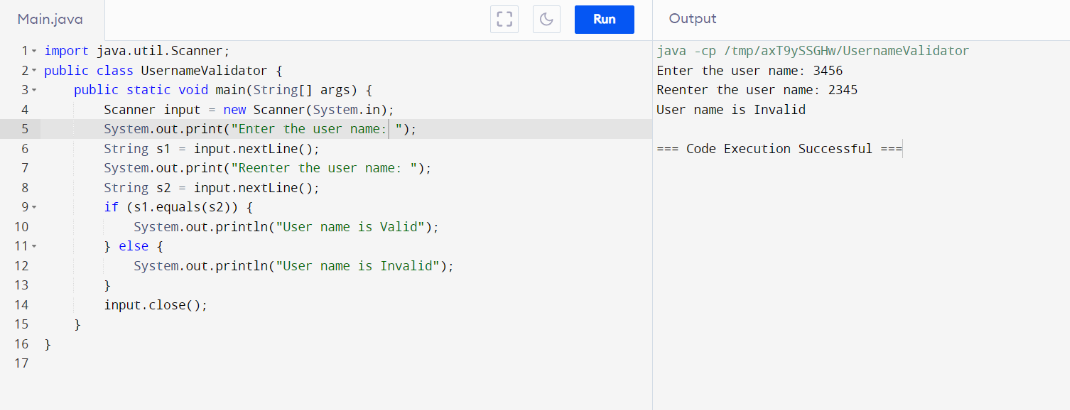 Main.java
Run
1 import java.util.Scanner;
2 public class UsernameValidator {
3     public static void main(String[] args) {
4         Scanner input = new Scanner(System.in);
5         System.out.print("Enter the user name: ");
6         String s1 = input.nextLine();
7         System.out.print("Reenter the user name: ");
8         String s2 = input.nextLine();
9         if (s1.equals(s2)) {
10             System.out.println("User name is Valid");
11         } else {
12             System.out.println("User name is Invalid");
13         }
14         input.close();
15     }
16 }
17
Output
java -cp /tmp/axT9ySSGHw/UsernameValidator
Enter the user name: 3456
Reenter the user name: 2345
User name is Invalid
=== Code Execution Successful ===